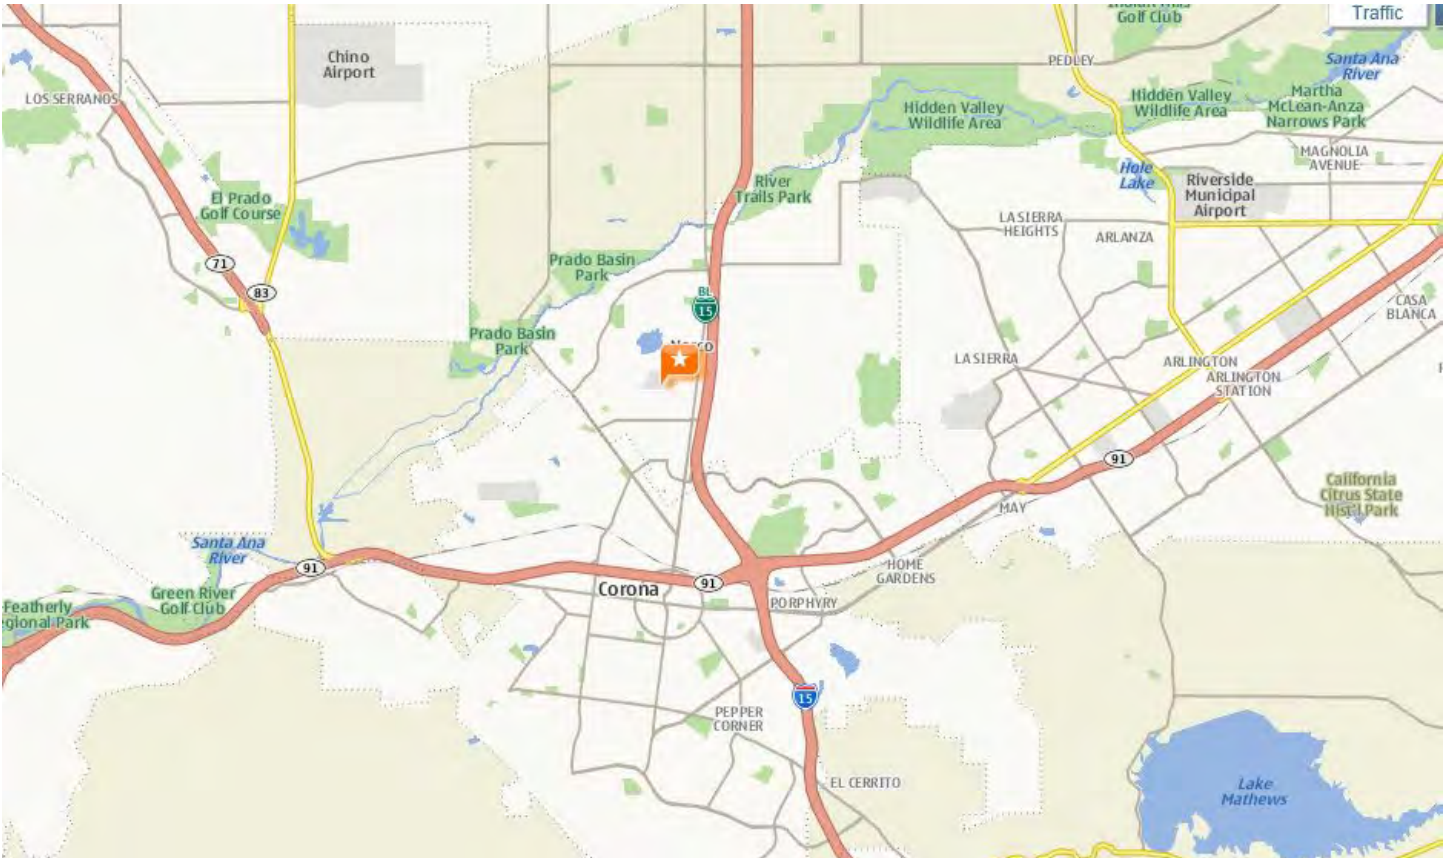 Indian Hills
Golf Club
Traffic
Chino
Airport
PEDLEY
Santa Ana
River
LOS SERRANOS
Hidden Valley
Wildlife Area
Hidden Valley
Wildlife Area
Martha
McLean-Anza
Narrows Park
MAGNOLIA
AVENUE
Hole
Lake
Riverside
Municipal
Airport
River
Trails Park
El Prado
Golf Course
LA SIERRA
HEIGHTS
ARLANZA
71
Prado Basin
Park
83
BL
15
CASA
BLANCA
Prado Basin
Park
Norco
LA SIERRA
ARLINGTON
ARLINGTON
STATION
91
California
Citrus State
Hist'l Park
MAY
Santa Ana
River
91
HOME
GARDENS
Corona
91
Green River
Golf Club
PORPHYRY
Featherly
egional Park
15
PEPPER
CORNER
EL CERRITO
Lake
Mathews